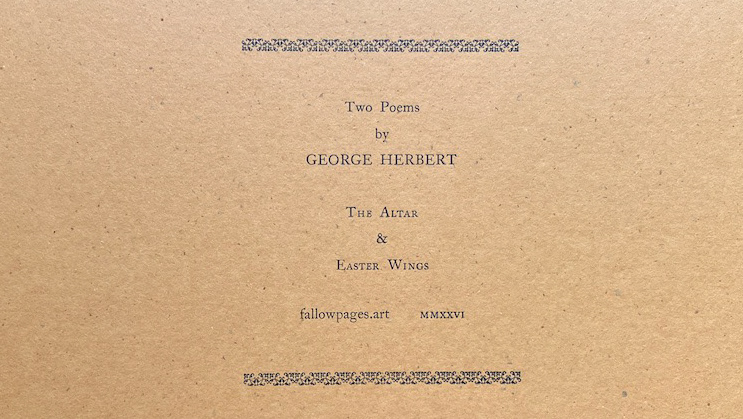 Two Poems
by
GEORGE HERBERT
The Altar
&
Easter Wings
fallowpages.art MMXXVI